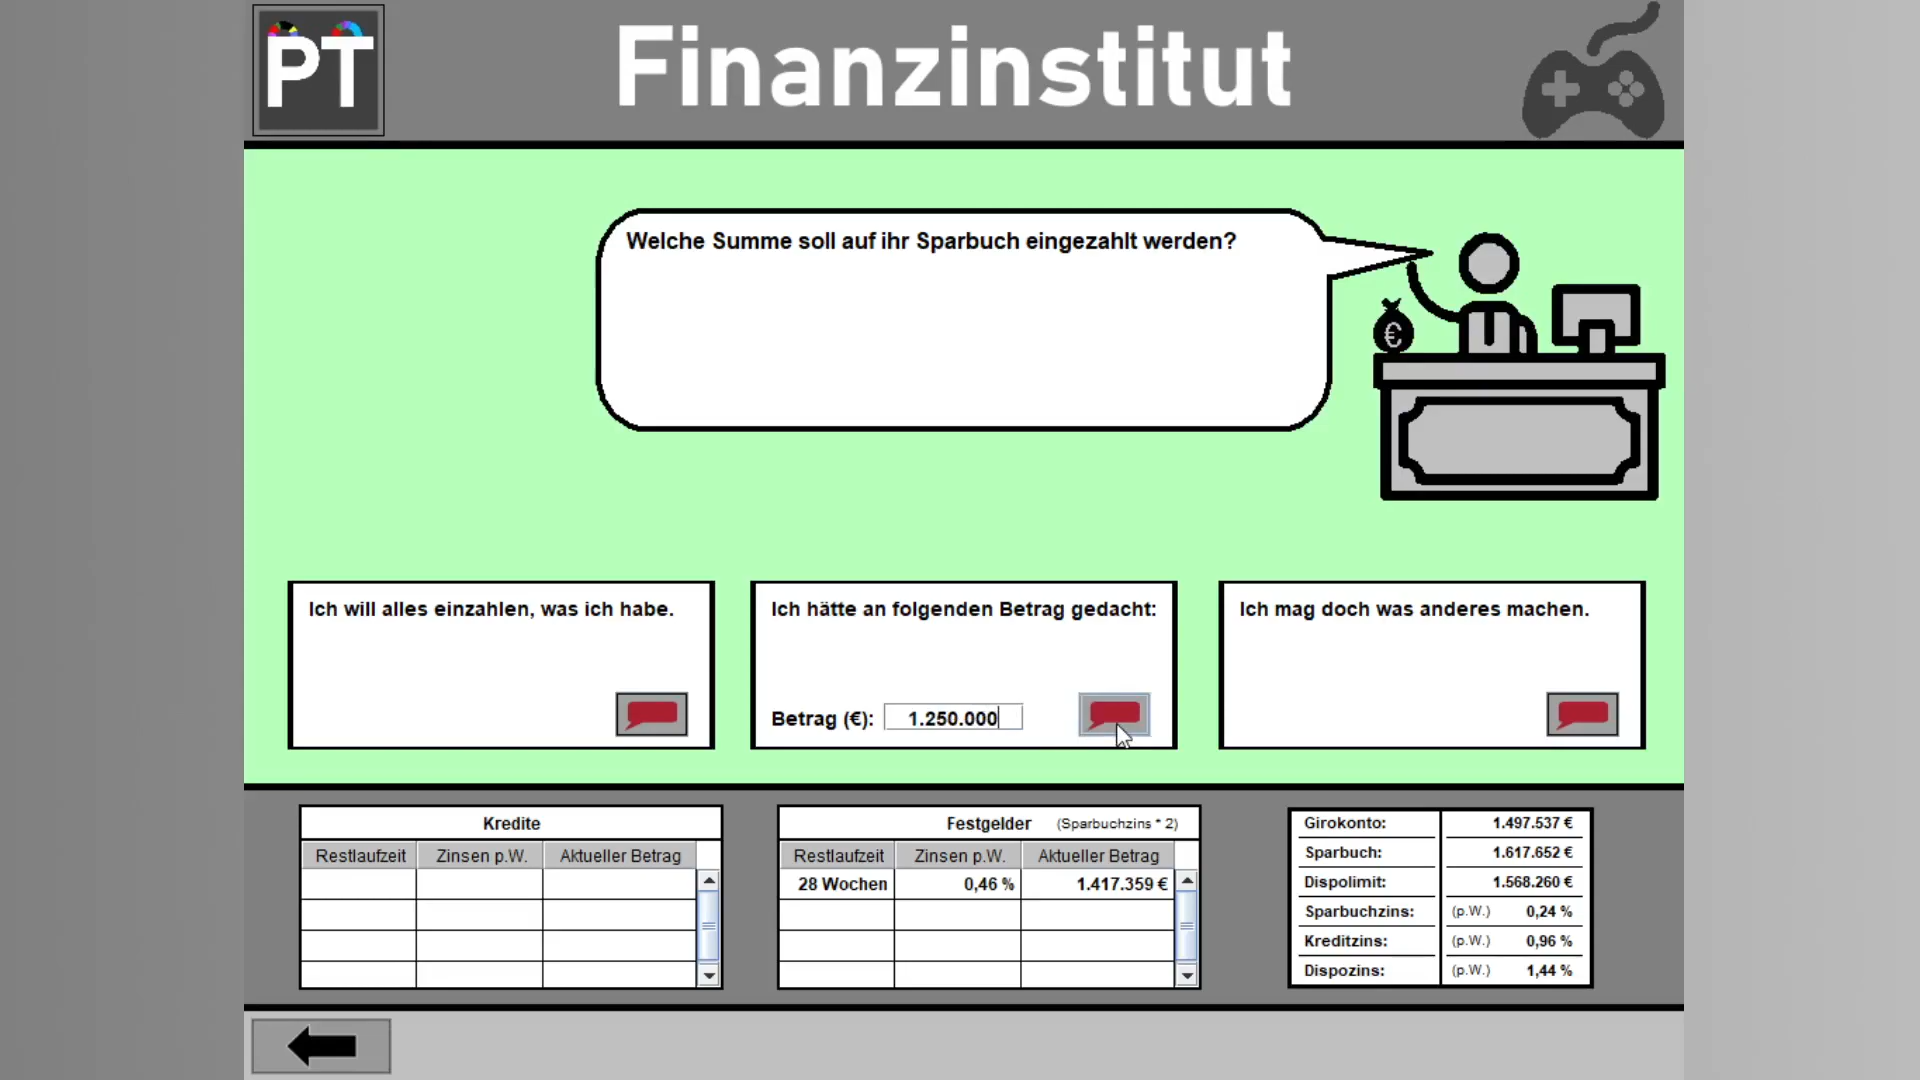 PT
Finanzinstitut
Welche Summe soll auf ihr Sparbuch eingezahlt werden?
€
Ich will alles einzahlen, was ich habe.
Ich hätte an folgenden Betrag gedacht:
Betrag (€): 1.250.000
Ich mag doch was anderes machen.
Kredite
Restlaufzeit Zinsen p.W. Aktueller Betrag
Festgelder (Sparbuchzins * 2)
Restlaufzeit Zinsen p.W. Aktueller Betrag
28 Wochen 0,46 % 1.417.359 €
Girokonto: 1.497.537 €
Sparbuch: 1.617.652 €
Dispolimit: 1.568.260 €
Sparbuchzins: (p.W.) 0,24 %
Kreditzins: (p.W.) 0,96 %
Dispozins: (p.W.) 1,44 %